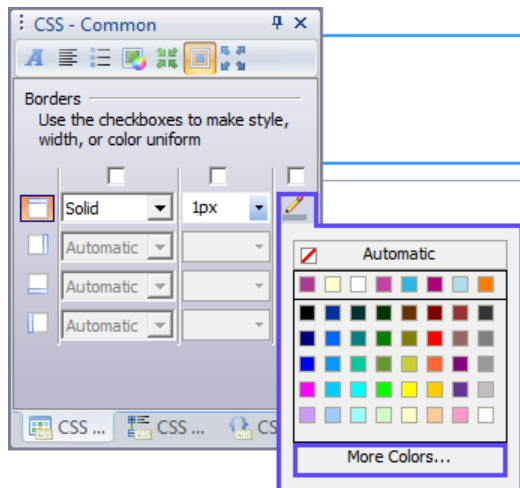 CSS - Common
Borders
Use the checkboxes to make style,
width, or color uniform
Solid
1px
Automatic
Automatic
Automatic
Automatic
More Colors...
CSS ...
CSS ...
CS